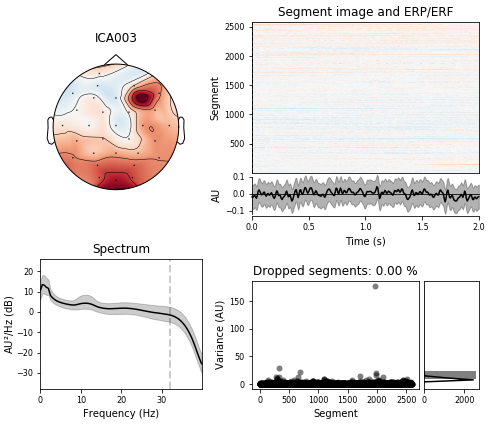 ICA003
Segment image and ERP/ERF
2500
2000
1500
1000
500
Segment
0.1
0.0
−0.1
AU
0.0 0.5 1.0 1.5 2.0
Time (s)
Spectrum
20
10
0
−10
−20
−30
AU²/Hz (dB)
0 10 20 30
Frequency (Hz)
Dropped segments: 0.00 %
150
100
50
0
Variance (AU)
0 500 1000 1500 2000 2500
Segment
0 2000